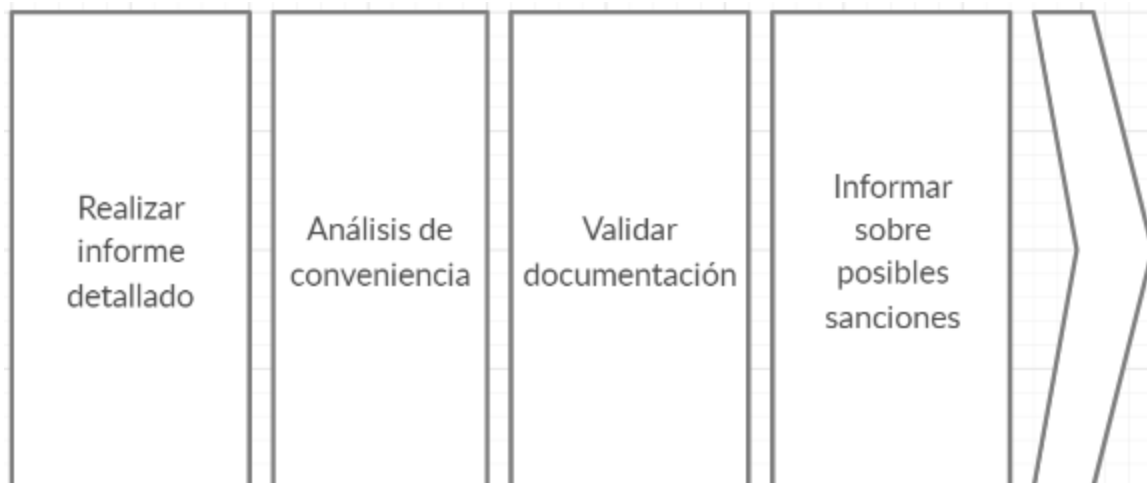 Realizar
informe
detallado
Análisis de
conveniencia
Validar
documentación
Informar
sobre
posibles
sanciones